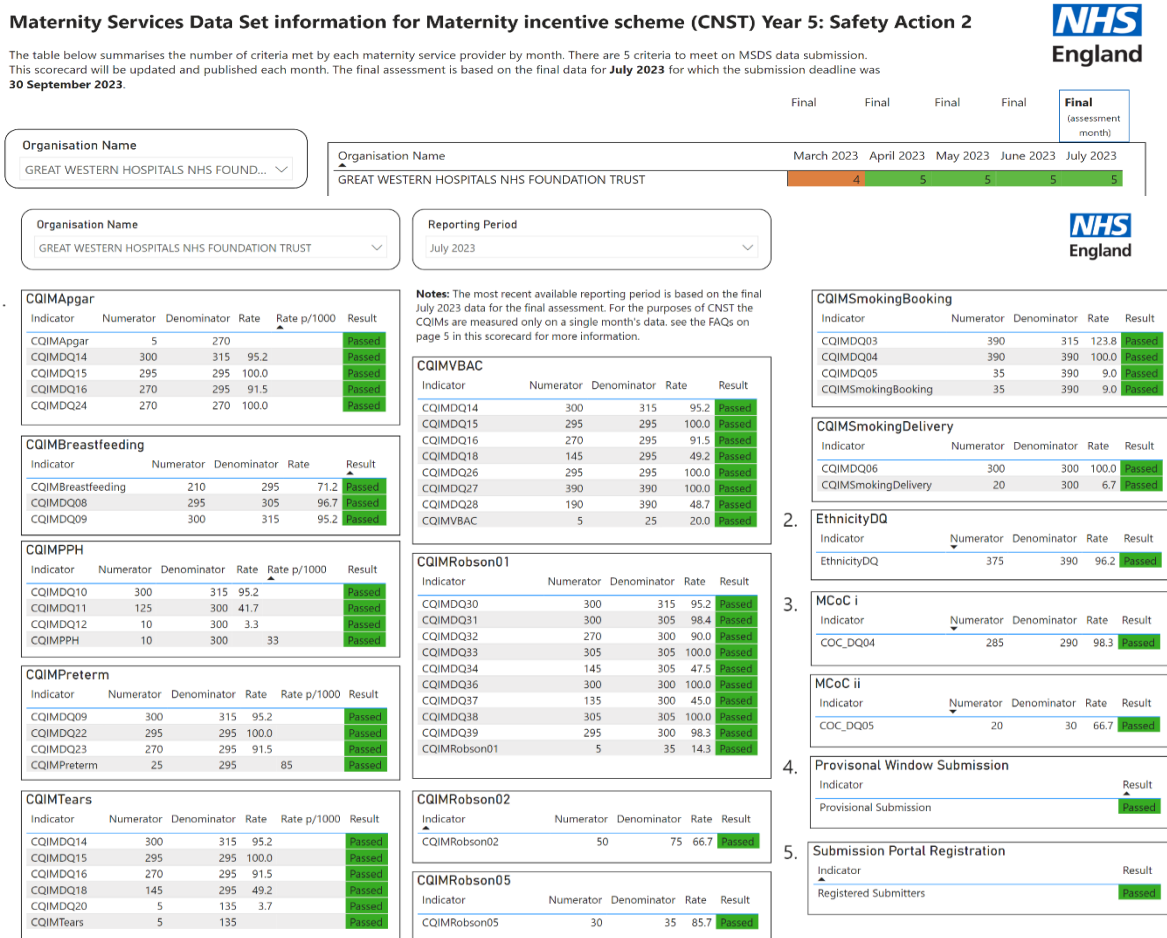 Maternity Services Data Set information for Maternity incentive scheme (CNST) Year 5: Safety Action 2
NHS
England
The table below summarises the number of criteria met by each maternity service provider by month. There are 5 criteria to meet on MSDS data submission.
This scorecard will be updated and published each month. The final assessment is based on the final data for July 2023 for which the submission deadline was
30 September 2023.
Final Final Final Final Final
(assessment
month)
Organisation Name
GREAT WESTERN HOSPITALS NHS FOUND...
Organisation Name March 2023 April 2023 May 2023 June 2023 July 2023
GREAT WESTERN HOSPITALS NHS FOUNDATION TRUST 4 5 5 5 5
Organisation Name
GREAT WESTERN HOSPITALS NHS FOUNDATION TRUST
Reporting Period
July 2023
NHS
England
CQIMApgar
Indicator Numerator Denominator Rate Rate p/1000 Result
CQIMApgar 5 270 Passed
CQIMDQ14 300 315 95.2 Passed
CQIMDQ15 295 295 100.0 Passed
CQIMDQ16 270 295 91.5 Passed
CQIMDQ24 270 270 100.0 Passed
CQIMBreastfeeding
Indicator Numerator Denominator Rate Result
CQIMBreastfeeding 210 295 71.2 Passed
CQIMDQ08 295 305 96.7 Passed
CQIMDQ09 300 315 95.2 Passed
CQIMPPH
Indicator Numerator Denominator Rate Rate p/1000 Result
CQIMDQ10 300 315 95.2 Passed
CQIMDQ11 125 300 41.7 Passed
CQIMDQ12 10 300 3.3 Passed
CQIMPPH 10 300 33 Passed
CQIMPreterm
Indicator Numerator Denominator Rate Rate p/1000 Result
CQIMDQ09 300 315 95.2 Passed
CQIMDQ22 295 295 100.0 Passed
CQIMDQ23 270 295 91.5 Passed
CQIMPreterm 25 295 85 Passed
CQIMTears
Indicator Numerator Denominator Rate Rate p/1000 Result
CQIMDQ14 300 315 95.2 Passed
CQIMDQ15 295 295 100.0 Passed
CQIMDQ16 270 295 91.5 Passed
CQIMDQ18 145 295 49.2 Passed
CQIMDQ20 5 135 3.7 Passed
CQIMTears 5 135 Passed
Notes: The most recent available reporting period is based on the final
July 2023 data for the final assessment. For the purposes of CNST the
CQIMs are measured only on a single month's data. see the FAQs on
page 5 in this scorecard for more information.
CQIMVBAC
Indicator Numerator Denominator Rate Result
CQIMDQ14 300 315 95.2 Passed
CQIMDQ15 295 295 100.0 Passed
CQIMDQ16 270 295 91.5 Passed
CQIMDQ18 145 295 49.2 Passed
CQIMDQ26 295 295 100.0 Passed
CQIMDQ27 390 390 100.0 Passed
CQIMDQ28 190 390 48.7 Passed
CQIMVBAC 5 25 20.0 Passed
CQIMRobson01
Indicator Numerator Denominator Rate Result
CQIMDQ30 300 315 95.2 Passed
CQIMDQ31 300 305 98.4 Passed
CQIMDQ32 270 300 90.0 Passed
CQIMDQ33 305 305 100.0 Passed
CQIMDQ34 145 305 47.5 Passed
CQIMDQ36 300 300 100.0 Passed
CQIMDQ37 135 300 45.0 Passed
CQIMDQ38 305 305 100.0 Passed
CQIMDQ39 295 300 98.3 Passed
CQIMRobson01 5 35 14.3 Passed
CQIMRobson02
Indicator Numerator Denominator Rate Result
CQIMRobson02 50 75 66.7 Passed
CQIMRobson05
Indicator Numerator Denominator Rate Result
CQIMRobson05 30 35 85.7 Passed
CQIMSmokingBooking
Indicator Numerator Denominator Rate Result
CQIMDQ03 390 315 123.8 Passed
CQIMDQ04 390 390 100.0 Passed
CQIMDQ05 35 390 9.0 Passed
CQIMSmokingBooking 35 390 9.0 Passed
CQIMSmokingDelivery
Indicator Numerator Denominator Rate Result
CQIMDQ06 300 300 100.0 Passed
CQIMSmokingDelivery 20 300 6.7 Passed
2. EthnicityDQ
Indicator Numerator Denominator Rate Result
EthnicityDQ 375 390 96.2 Passed
3. MCoC i
Indicator Numerator Denominator Rate Result
COC_DQ04 285 290 98.3 Passed
MCoC ii
Indicator Numerator Denominator Rate Result
COC_DQ05 20 30 66.7 Passed
4. Provisonal Window Submission
Indicator Result
Provisional Submission Passed
5. Submission Portal Registration
Indicator Result
Registered Submitters Passed